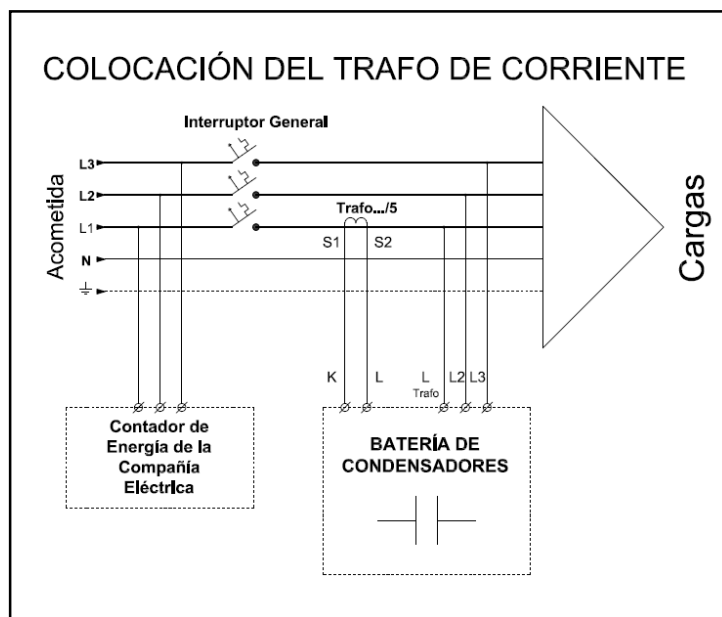 COLOCACIÓN DEL TRAFO DE CORRIENTE
Interruptor General
Acometida
L3
L2
L1
N
Trafo.../5
S1 S2
Cargas
K L L L2 L3
Trafo
Contador de
Energía de la
Compañía
Eléctrica
BATERÍA DE
CONDENSADORES